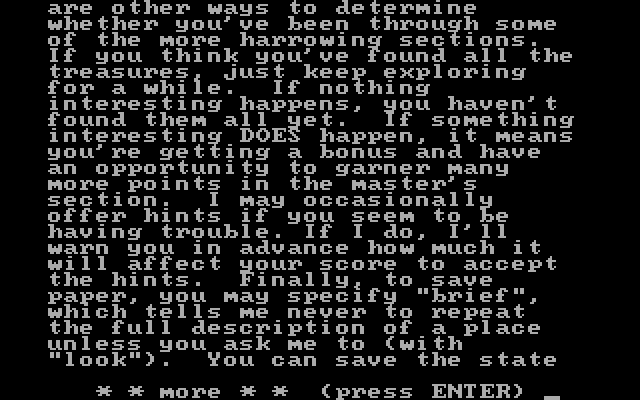 are other ways to determine
whether you've been through some
of the more harrowing sections.
If you think you've found all the
treasures, just keep exploring
for a while.  If nothing
interesting happens, you haven't
found them all yet.  If something
interesting DOES happen, it means
you're getting a bonus and have
an opportunity to garner many
more points in the master's
section.  I may occasionally
offer hints if you seem to be
having trouble. If I do, I'll
warn you in advance how much it
will affect your score to accept
the hints.  Finally, to save
paper, you may specify "brief",
which tells me never to repeat
the full description of a place
unless you ask me to (with
"look").  You can save the state
* * more * *  (press ENTER) _